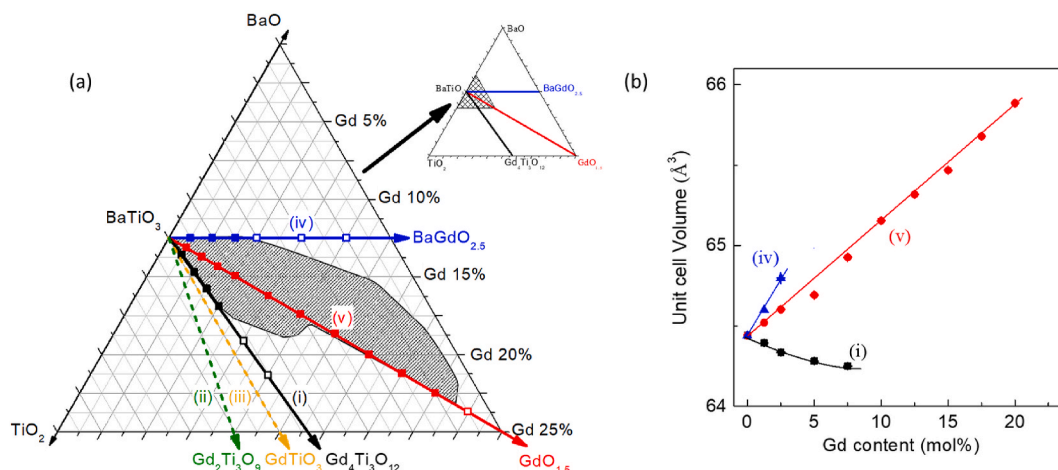 (a)
BaO
Gd 5%
Gd 10%
BaTiO3
(iv)
BaGdO2.5
Gd 15%
(v)
Gd 20%
(ii)
(iii)
(i)
TiO2
Gd 25%
Gd2Ti3O9
GdTiO3
Gd4Ti3O12
GdO1.5
BaO
BaTiO
BaGdO2.5
TiO2
Gd4Ti3O12
GdO1.5
(b)
Unit cell Volume (Å3)
66
65
64
(iv)
(v)
(i)
0 5 10 15 20
Gd content (mol%)